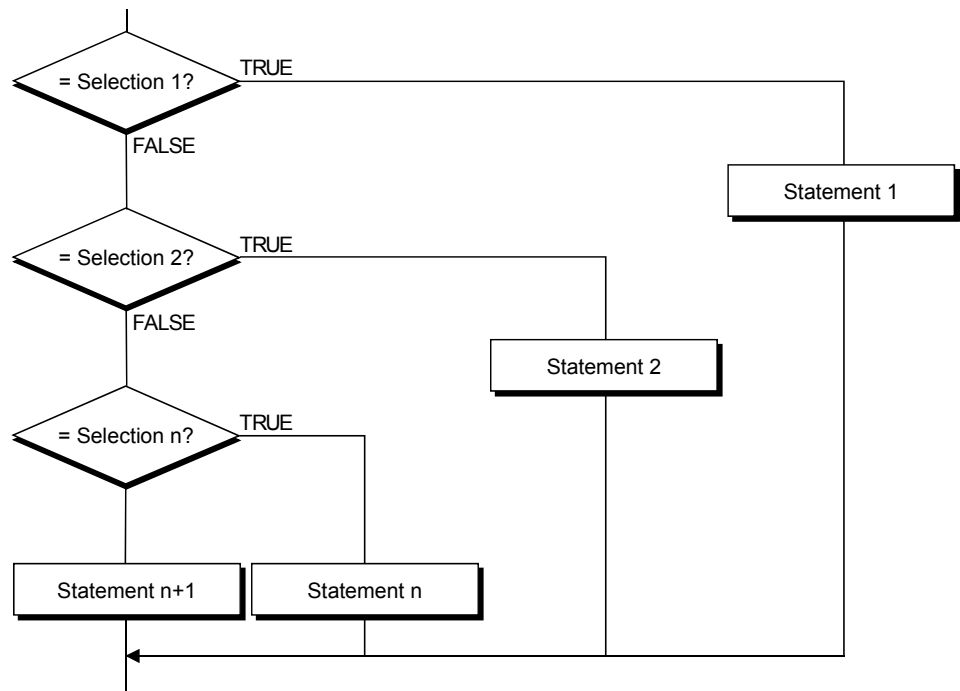 = Selection 1?
TRUE
FALSE
Statement 1
= Selection 2?
TRUE
FALSE
Statement 2
= Selection n?
TRUE
Statement n+1
Statement n